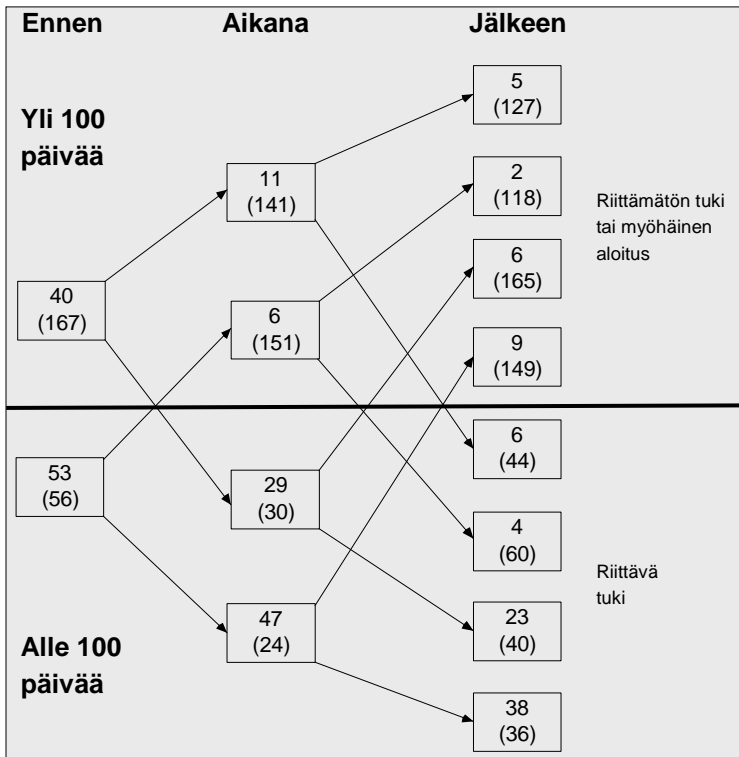 Ennen
Aikana
Jälkeen
Yli 100
päivää
40
(167)
53
(56)
Alle 100
päivää
11
(141)
6
(151)
29
(30)
47
(24)
5
(127)
2
(118)
6
(165)
9
(149)
6
(44)
4
(60)
23
(40)
38
(36)
Riittämätön tuki
tai myöhäinen
aloitus
Riittävä
tuki